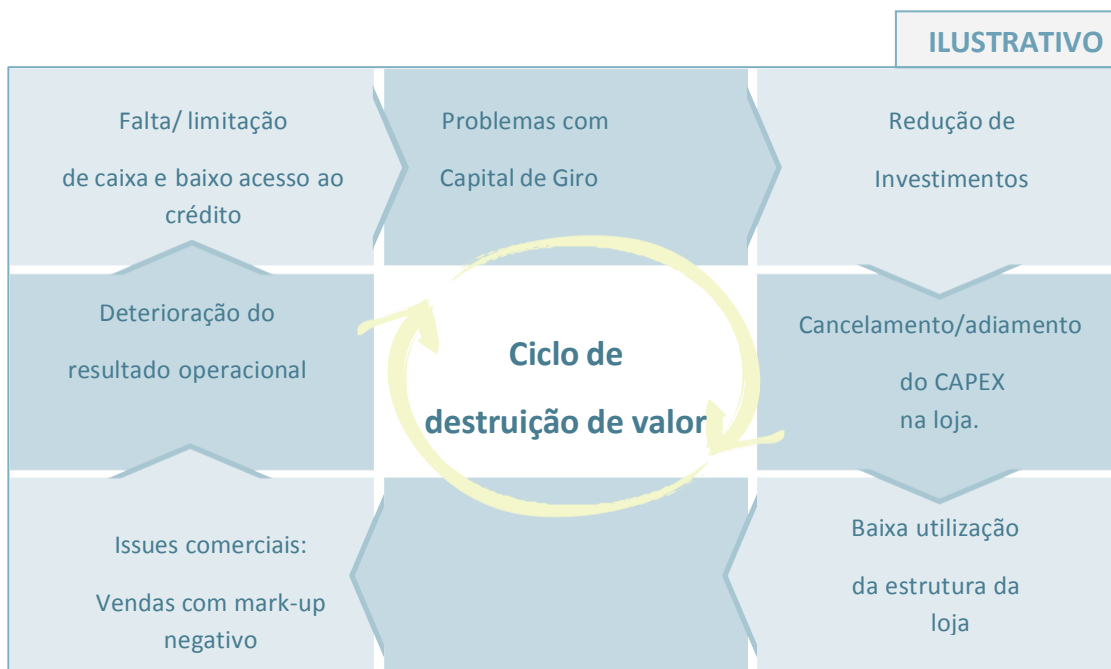 ILUSTRATIVO
Falta/ limitação
de caixa e baixo acesso ao
crédito
Problemas com
Capital de Giro
Redução de
Investimentos
Deterioração do
resultado operacional
Ciclo de
destruição de valor
Cancelamento/adiamento
do CAPEX
na loja.
Issues comerciais:
Vendas com mark-up
negativo
Baixa utilização
da estrutura da
loja